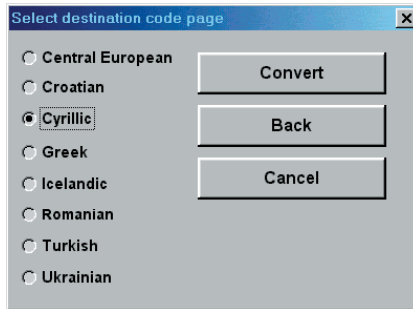 Select destination code page
Central European
Croatian
Cyrillic
Greek
Icelandic
Romanian
Turkish
Ukrainian
Convert
Back
Cancel